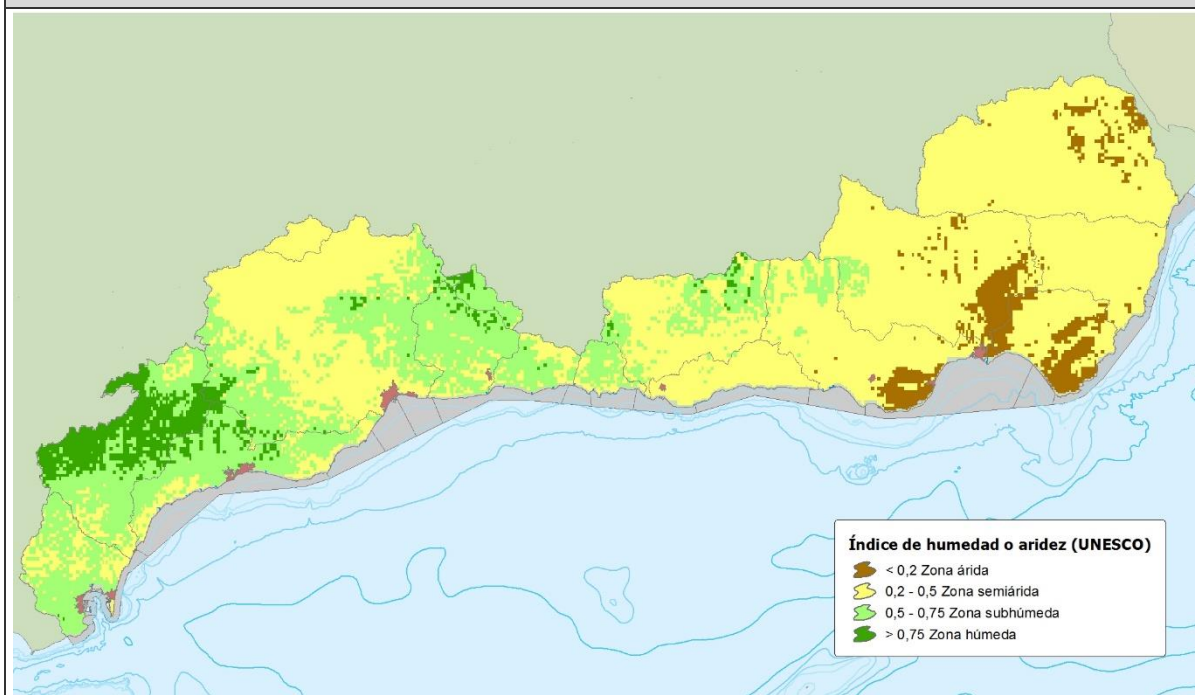 Índice de humedad o aridez (UNESCO)
< 0,2 Zona árida
0,2 - 0,5 Zona semiárida
0,5 - 0,75 Zona subhúmeda
> 0,75 Zona húmeda